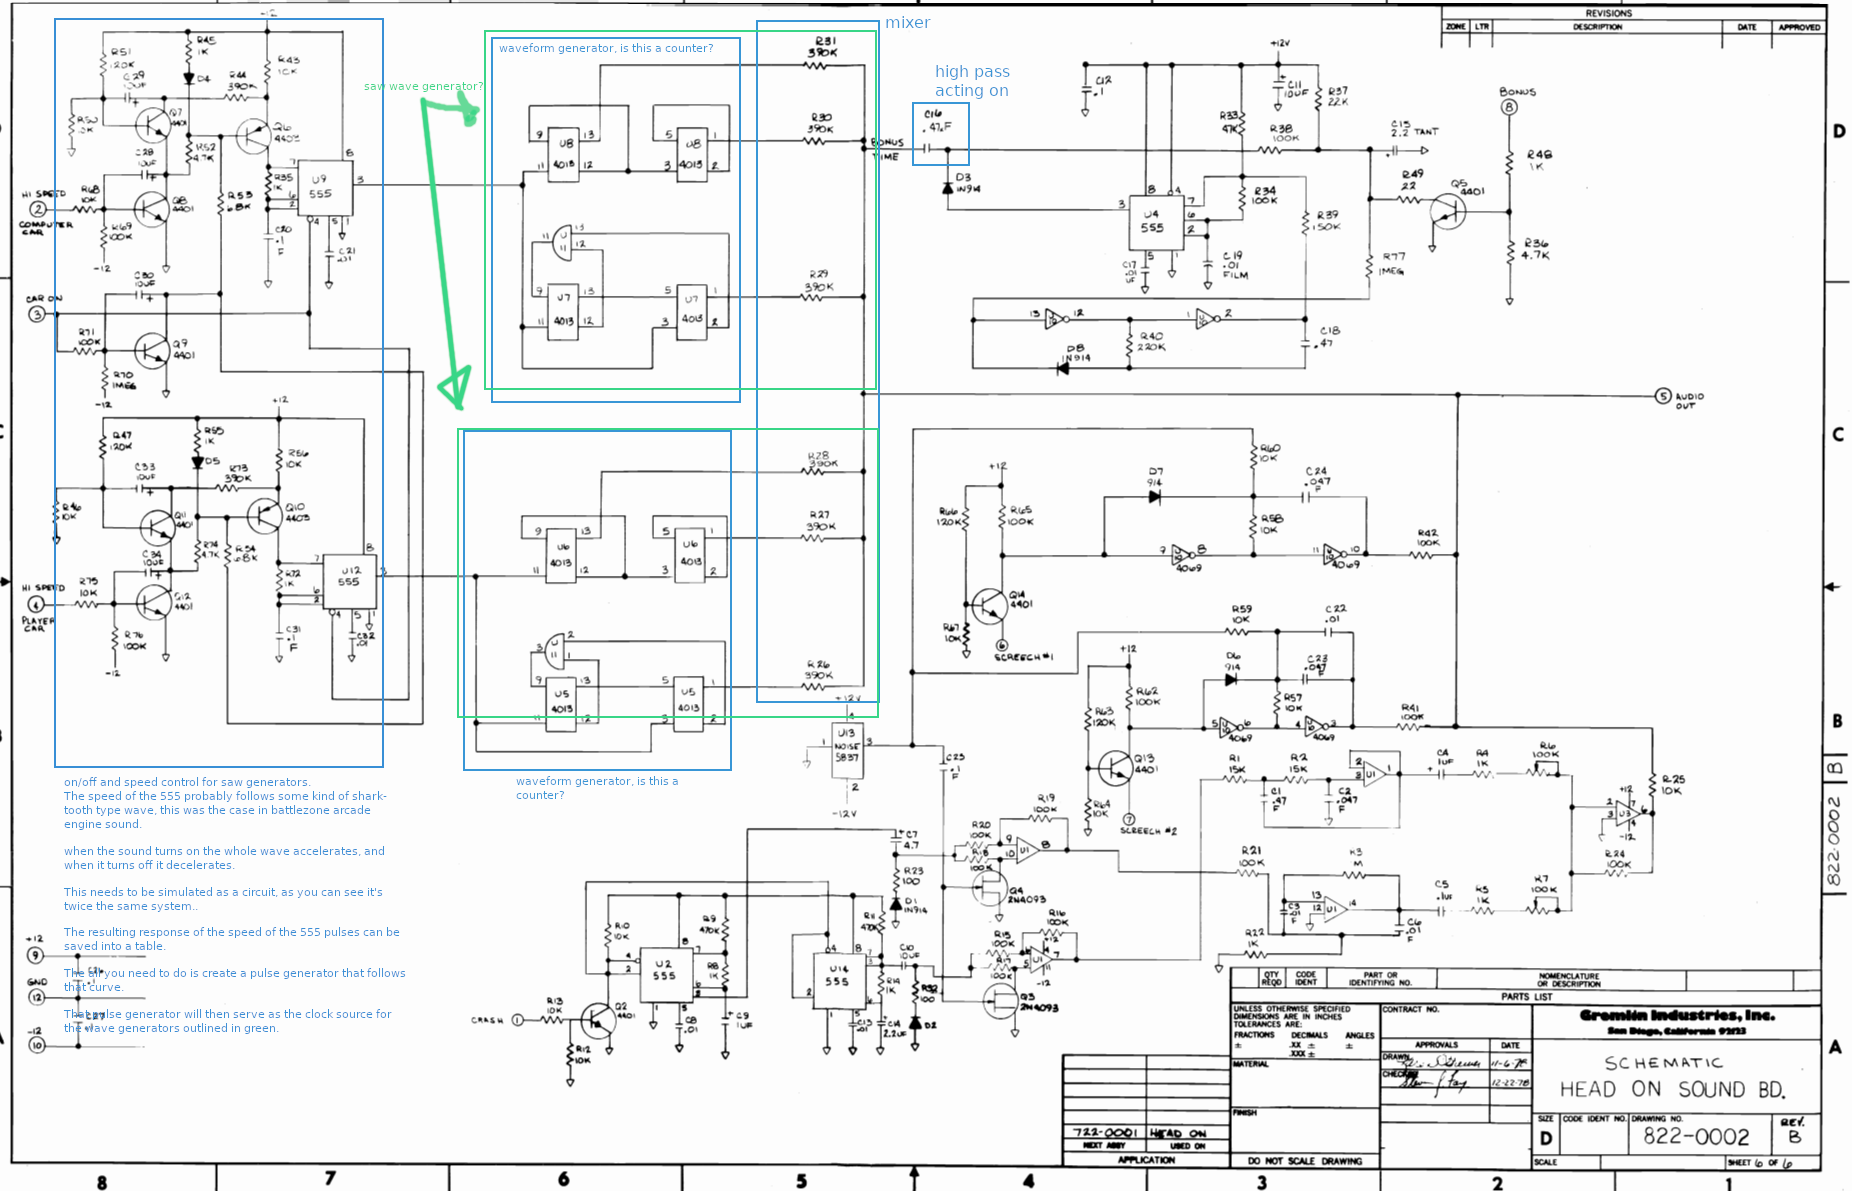 REVISIONS
ZONE LTR DESCRIPTION DATE APPROVED
mixer
waveform generator, is this a counter?
high pass
acting on
saw wave generator?
-12
R51
120K
R45
1K
D4
R43
10K
R44
390K
C29
10UF
Q7
4401
Q6
4403
R52
4.7K
C28
10UF
R35
1K
U9
555
HI SPEED
2
COMPUTER
CAR
R68
10K
Q8
4401
R53
6.8K
R69
100K
-12
C20
.1
F
C21
.01
CAR ON
3
C30
10UF
R71
100K
Q9
4401
R70
1MEG
-12
R31
390K
R30
390K
BONUS
TIME
R29
390K
U8
4013
U8
4013
U7
4013
U7
4013
C16
.47UF
D3
IN914
+12V
C12
.1
C11
10UF
R37
22K
R33
47K
R38
100K
C15
2.2 TANT
BONUS
8
R48
1K
R49
22
Q5
4401
R36
4.7K
U4
555
R34
100K
R39
150K
R77
1MEG
C17
.01
UF
C19
.01
FILM
R40
220K
D8
IN914
C18
.47
5 AUDIO
OUT
+12
R47
120K
R55
1K
D5
R56
10K
C33
10UF
R73
390K
R46
10K
Q11
4401
Q10
4403
C34
10UF
R74
4.7K
R54
6.8K
R72
1K
U12
555
HI SPEED
4
PLAYER
CAR
R75
10K
Q12
4401
R76
100K
-12
C31
.1
F
C32
.01
R28
390K
R27
390K
R26
390K
U6
4013
U6
4013
U5
4013
U5
4013
+12V
U13
NOISE
5837
-12V
C25
.1
F
+12
R66
120K
R65
100K
D7
914
R60
10K
C24
.047
F
R58
10K
4069
4069
R42
100K
Q14
4401
R67
10K
6
SCREECH #1
R59
10K
C22
.01
+12
D6
914
C23
.047
F
R62
100K
R63
120K
R57
10K
4069
4069
R41
100K
Q13
4401
R64
10K
7
SCREECH #2
R1
15K
R2
15K
C1
.47
F
C2
.047
F
U1
C4
1UF
R4
1K
R6
100K
R25
10K
+12
U3
-12
R24
100K
R21
100K
R3
M
C3
.01
F
U1
C5
.1UF
R5
1K
R7
100K
C6
.01
F
R22
1K
on/off and speed control for saw generators.
The speed of the 555 probably follows some kind of shark-
tooth type wave, this was the case in battlezone arcade
engine sound.
when the sound turns on the whole wave accelerates, and
when it turns off it decelerates.
This needs to be simulated as a circuit, as you can see it's
twice the same system..
The resulting response of the speed of the 555 pulses can be
saved into a table.
The all you need to do is create a pulse generator that follows
that curve.
That pulse generator will then serve as the clock source for
the wave generators outlined in green.
waveform generator, is this a
counter?
+12
9
GND
12
-12
10
C7
4.7
R23
100
D1
IN914
R20
100K
R18
100K
R19
100K
U1
Q4
2N4093
R10
10K
R9
470K
U2
555
R8
1K
R11
470K
U14
555
C10
10UF
R14
1K
R32
100
D2
R15
100K
R17
100K
R16
100K
+12
-12
Q3
2N4093
CRASH 1
R13
10K
Q2
4401
R12
10K
C8
.01
C9
1UF
C13
.01
C14
2.2UF
822-0002 B
QTY
REQD
CODE
IDENT
PART OR
IDENTIFYING NO.
NOMENCLATURE
OR DESCRIPTION
PARTS LIST
UNLESS OTHERWISE SPECIFIED
DIMENSIONS ARE IN INCHES
TOLERANCES ARE:
FRACTIONS DECIMALS ANGLES
± .XX ± ±
.XXX ±
MATERIAL
FINISH
DO NOT SCALE DRAWING
CONTRACT NO.
APPROVALS DATE
DRAWN 11-6-78
CHECKED 12-22-78
Gremlin Industries, Inc.
San Diego, California 92123
SCHEMATIC
HEAD ON SOUND BD.
SIZE CODE IDENT NO. DRAWING NO. REV.
D 822-0002 B
SCALE SHEET 6 OF 6
722-0001 HEAD ON
NEXT ASSY USED ON
APPLICATION
D
C
B
A
8 7 6 5 4 3 2 1